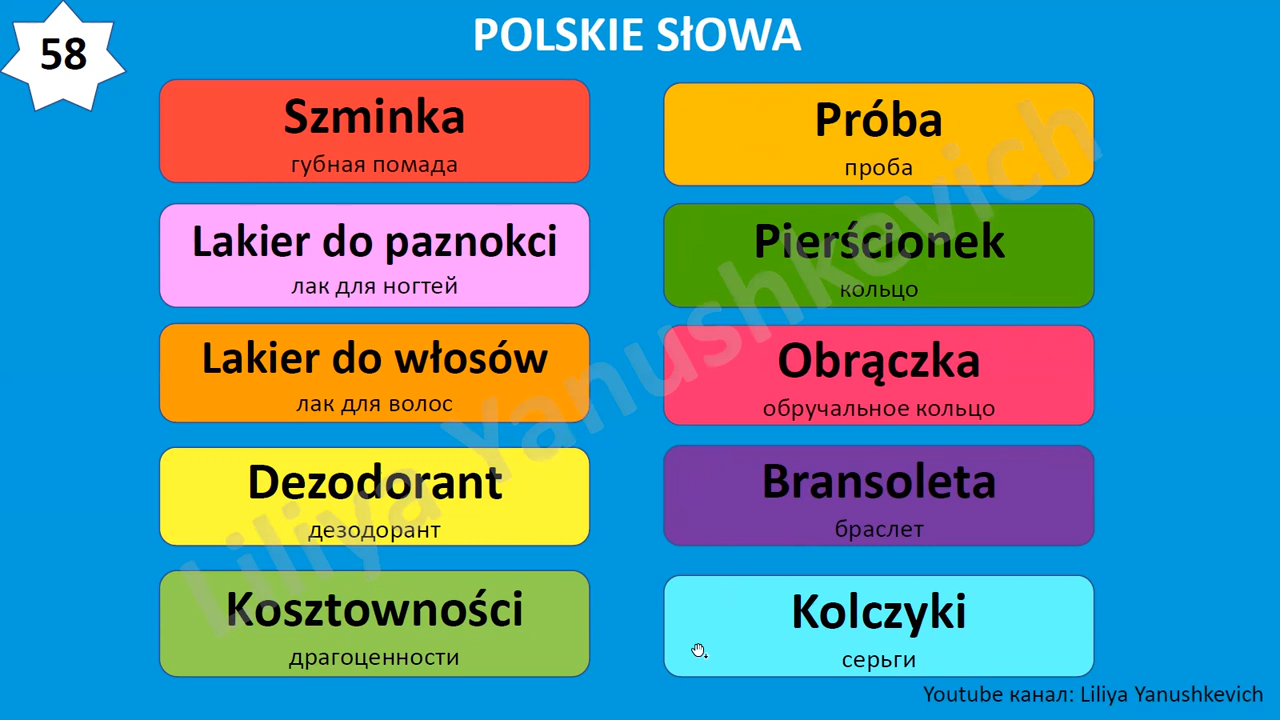 58
POLSKIE SłOWA
Szminka
губная помада
Lakier do paznokci
лак для ногтей
Lakier do włosów
лак для волос
Dezodorant
дезодорант
Kosztowności
драгоценности
Próba
проба
Pierścionek
кольцо
Obrączka
обручальное кольцо
Bransoleta
браслет
Kolczyki
серьги
Liliya Yanushkevich
Youtube канал: Liliya Yanushkevich